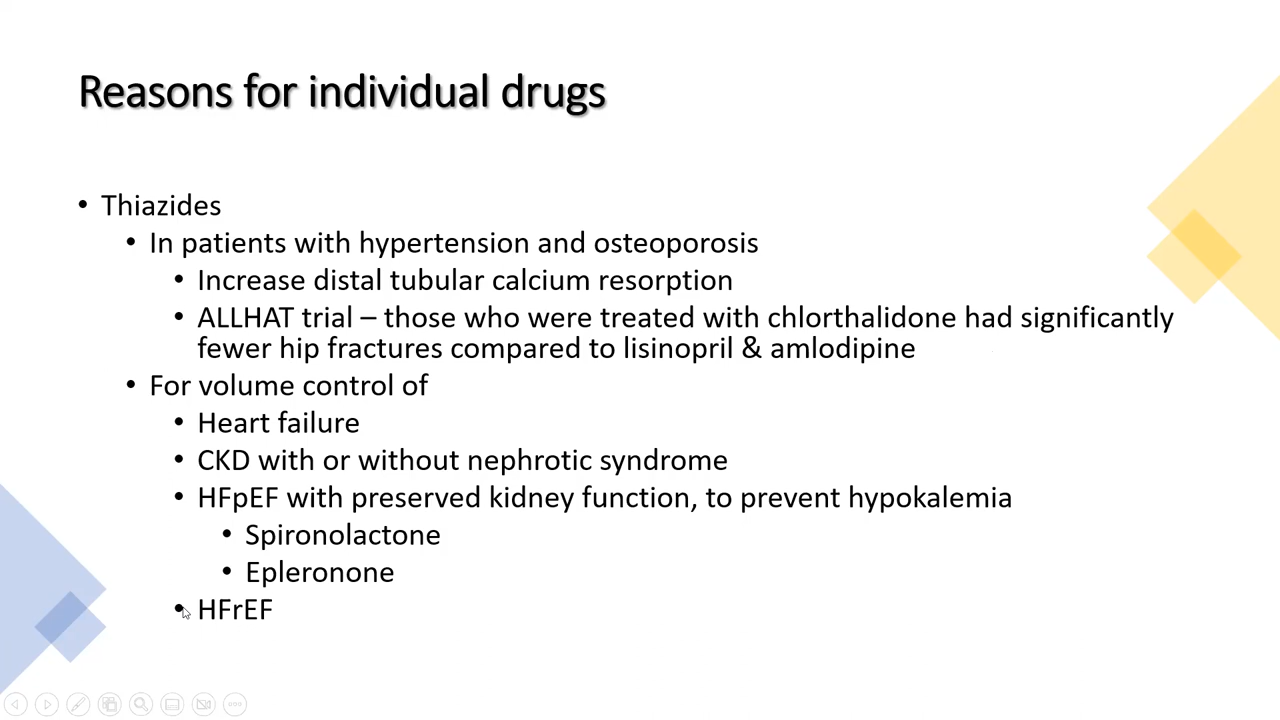 Reasons for individual drugs
• Thiazides
• In patients with hypertension and osteoporosis
• Increase distal tubular calcium resorption
• ALLHAT trial – those who were treated with chlorthalidone had significantly
fewer hip fractures compared to lisinopril & amlodipine
• For volume control of
• Heart failure
• CKD with or without nephrotic syndrome
• HFpEF with preserved kidney function, to prevent hypokalemia
• Spironolactone
• Epleronone
• HFrEF